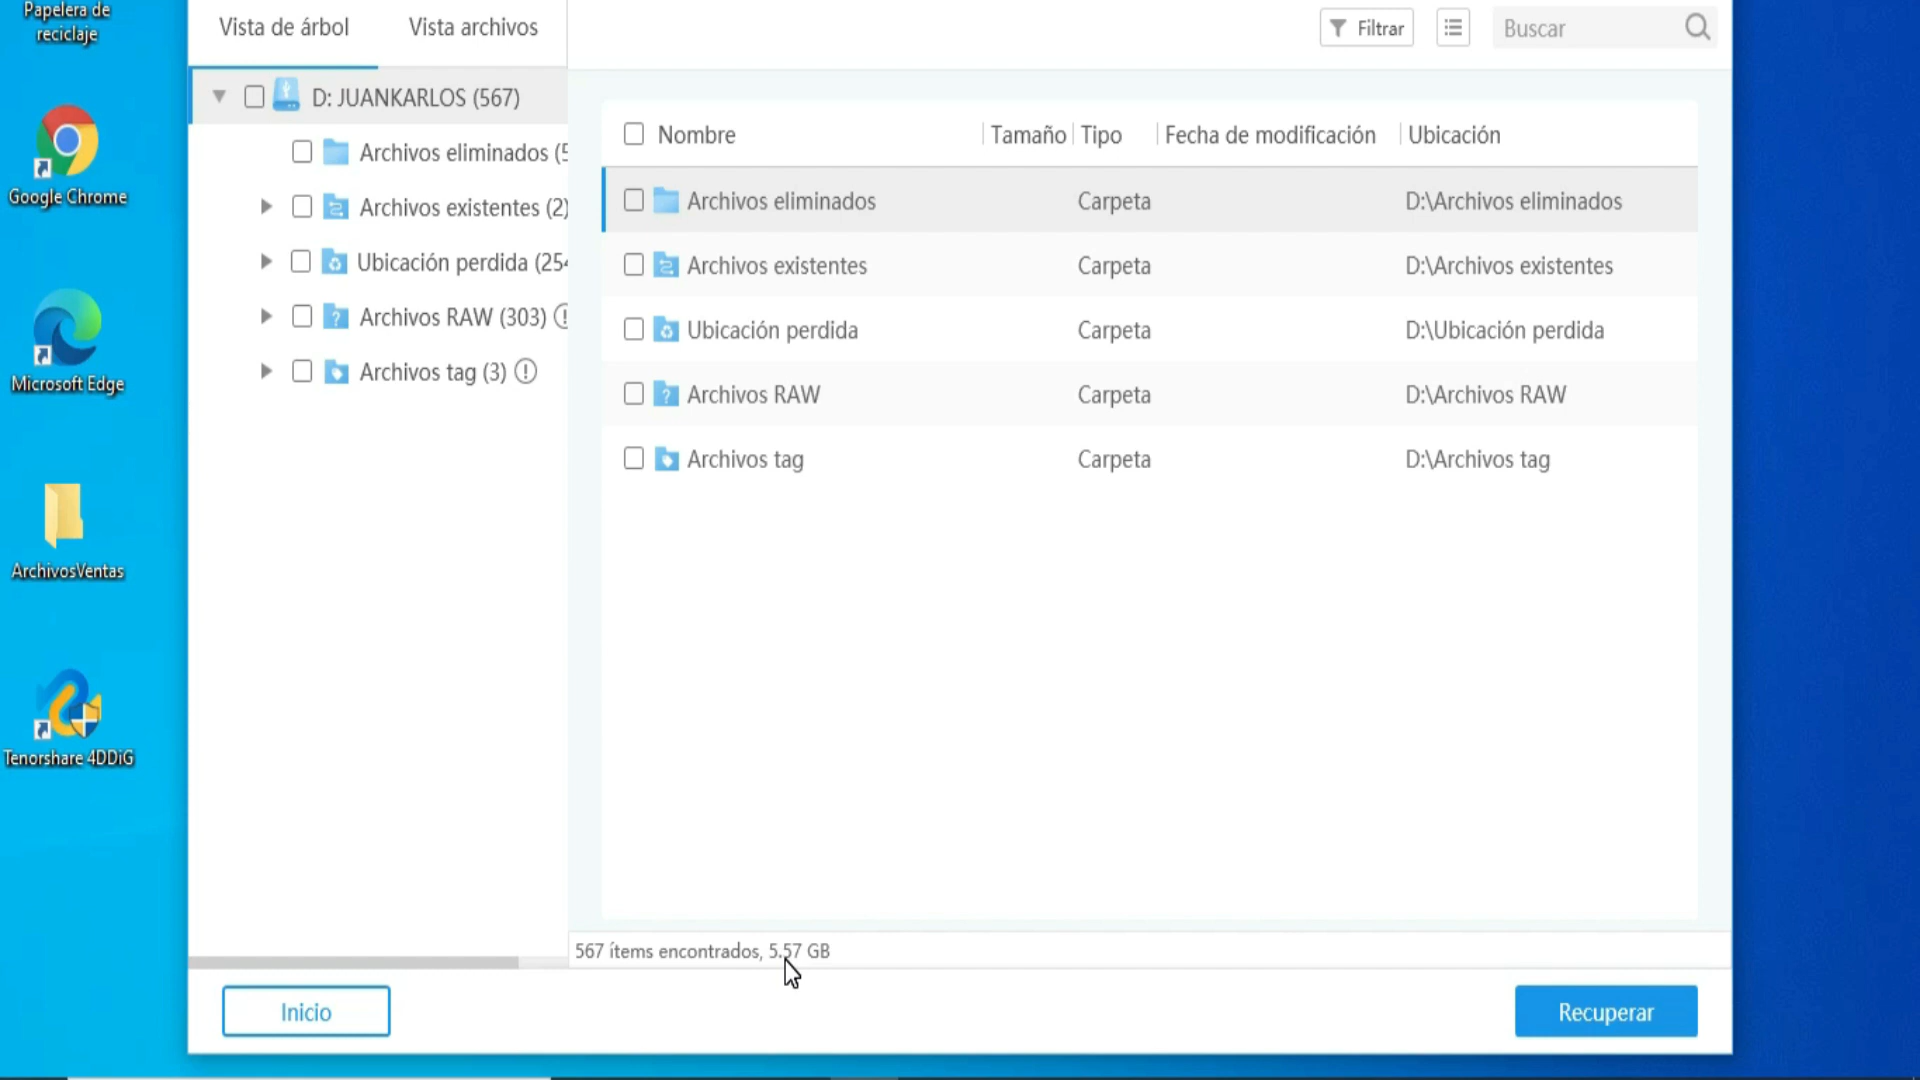 Papelera de
reciclaje
Google Chrome
Microsoft Edge
ArchivosVentas
Tenorshare 4DDiG
Vista de árbol
Vista archivos
Filtrar
Buscar
D: JUANKARLOS (567)
Archivos eliminados (5
Archivos existentes (2)
Ubicación perdida (254
Archivos RAW (303)
Archivos tag (3)
Nombre Tamaño Tipo Fecha de modificación Ubicación
Archivos eliminados Carpeta D:\Archivos eliminados
Archivos existentes Carpeta D:\Archivos existentes
Ubicación perdida Carpeta D:\Ubicación perdida
Archivos RAW Carpeta D:\Archivos RAW
Archivos tag Carpeta D:\Archivos tag
567 ítems encontrados, 5.57 GB
Inicio
Recuperar